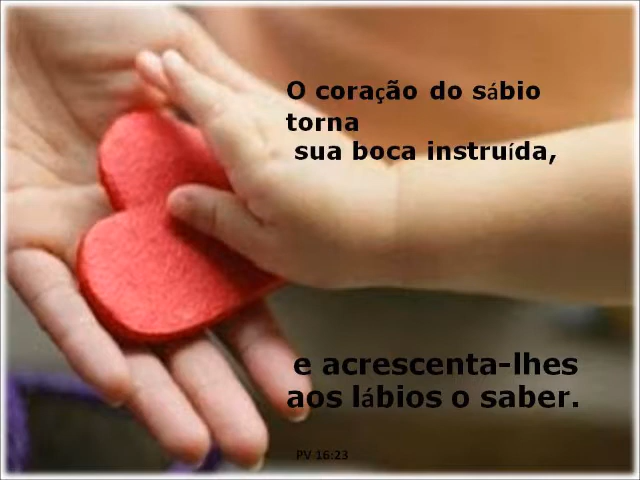 O coração do sábio
torna
sua boca instruída,
e acrescenta-lhes
aos lábios o saber.
PV 16:23